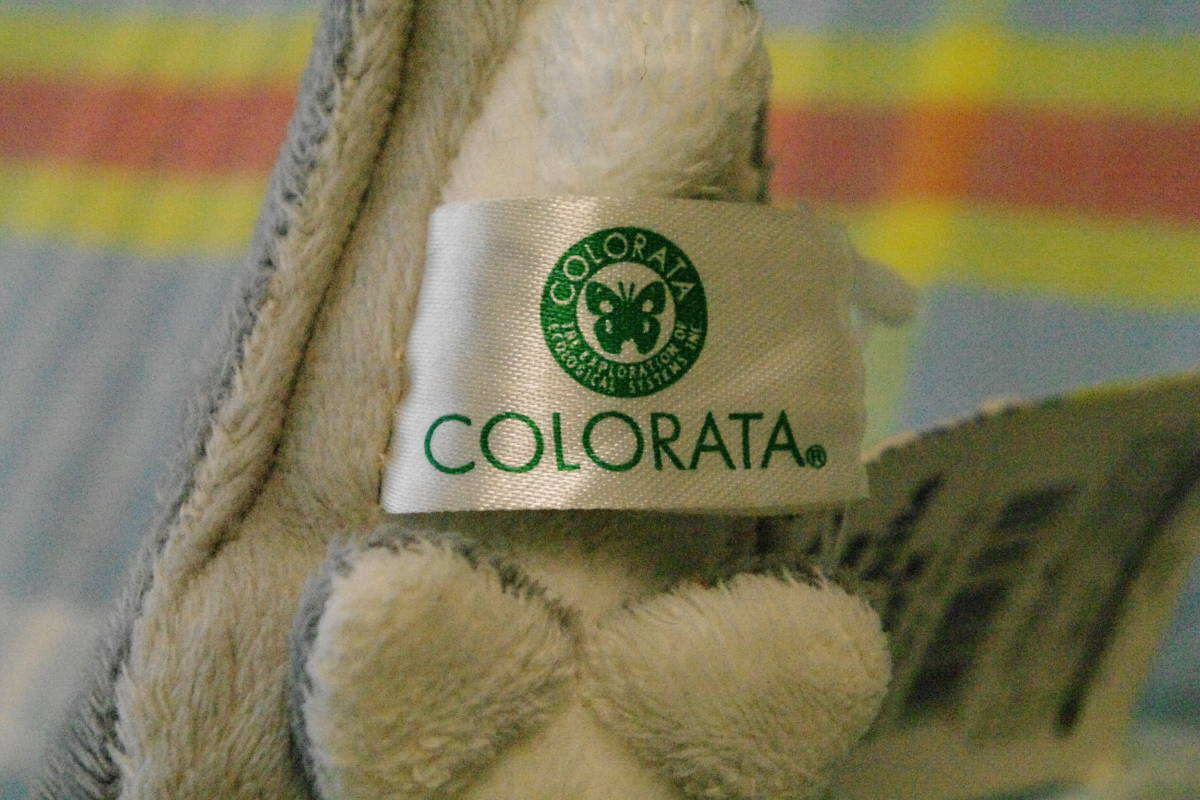 COLORATA
THE EXPLORATION OF
ECOLOGICAL SYSTEMS INC
COLORATA®